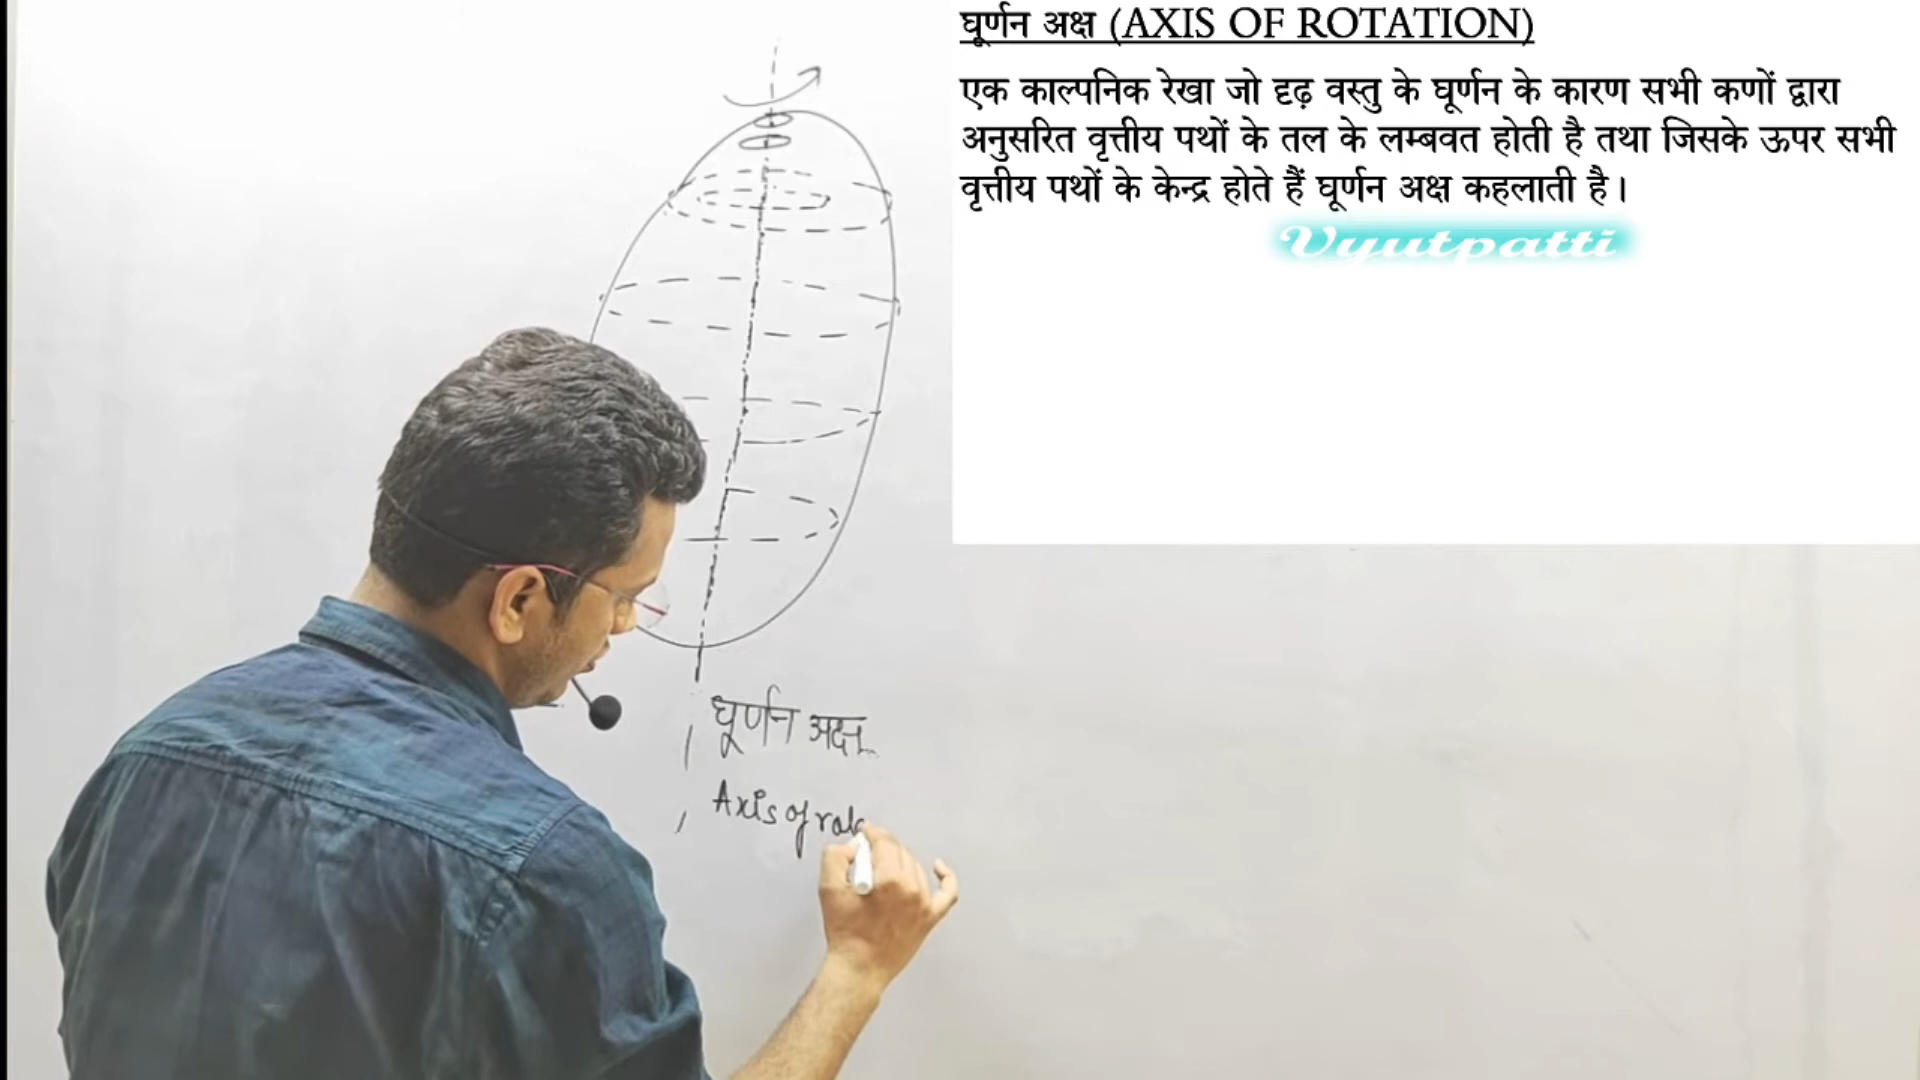 घूर्णन अक्ष (AXIS OF ROTATION)
एक काल्पनिक रेखा जो दृढ़ वस्तु के घूर्णन के कारण सभी कणों द्वारा
अनुसरित वृत्तीय पथों के तल के लम्बवत होती है तथा जिसके ऊपर सभी
वृत्तीय पथों के केन्द्र होते हैं घूर्णन अक्ष कहलाती है।
Vyutpatti
घूर्णन अक्ष
Axis of